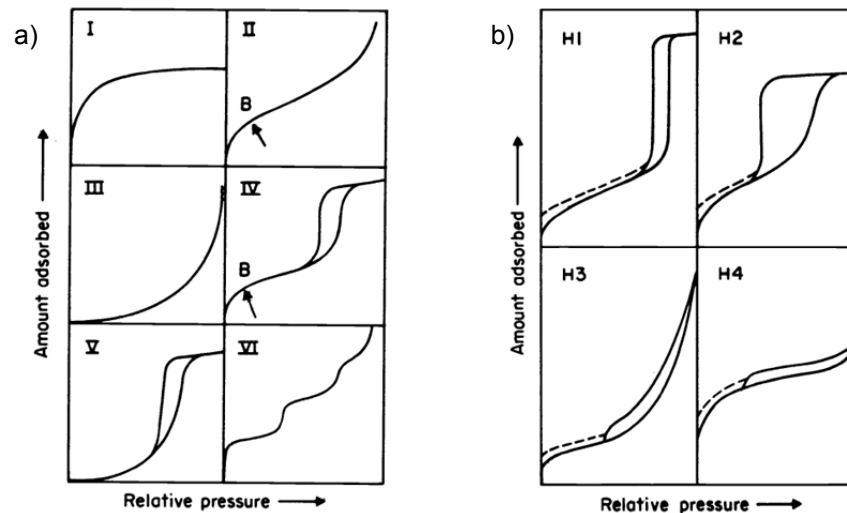 a)
I
II
B
III
IV
B
V
VI
Amount adsorbed
Relative pressure
b)
H1
H2
H3
H4
Amount adsorbed
Relative pressure